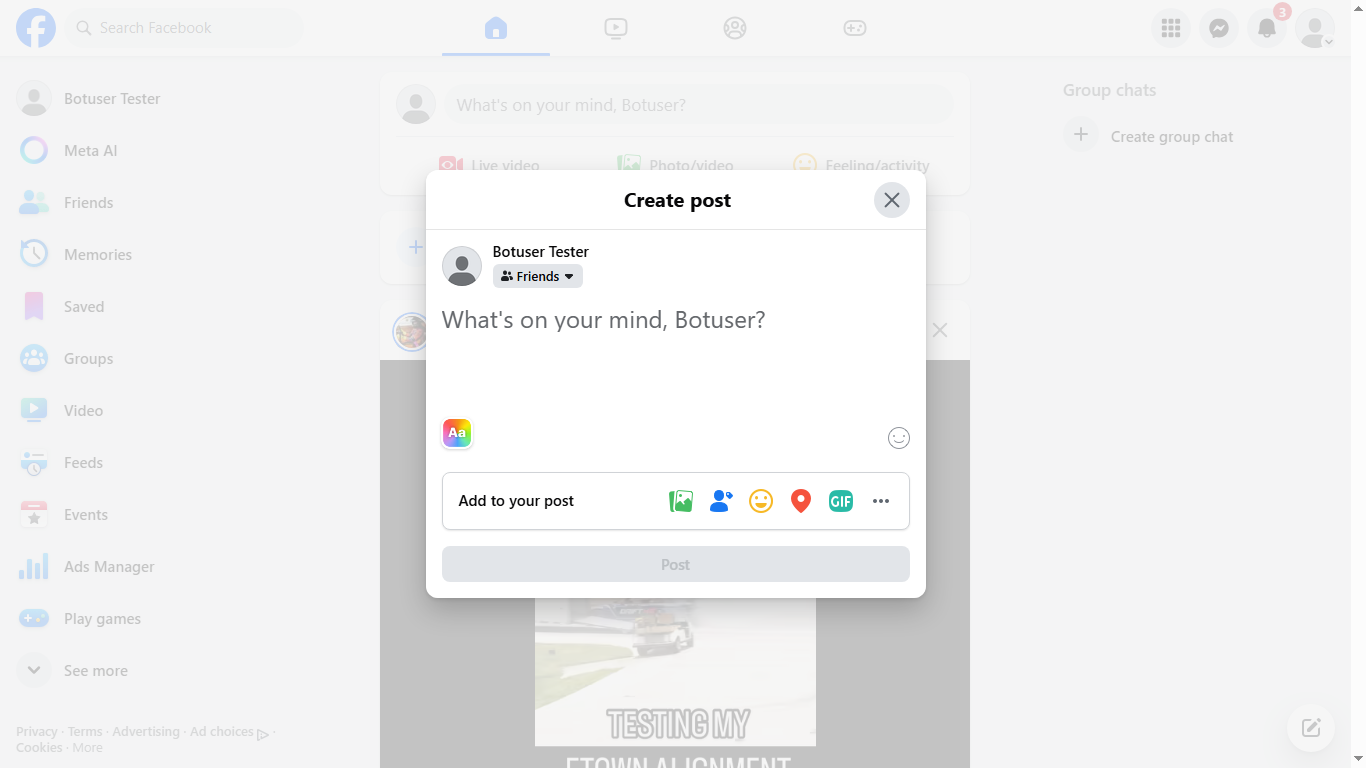 Search Facebook
3
Botuser Tester
Meta AI
Friends
Memories
Saved
Groups
Video
Feeds
Events
Ads Manager
Play games
See more
Privacy · Terms · Advertising · Ad choices ·
Cookies · More
What's on your mind, Botuser?
Live video
Photo/video
Feeling/activity
Create post
Botuser Tester
Friends
What's on your mind, Botuser?
Aa
Add to your post
GIF
Post
TESTING MY
ETOWN ALIGNMENT
Group chats
Create group chat